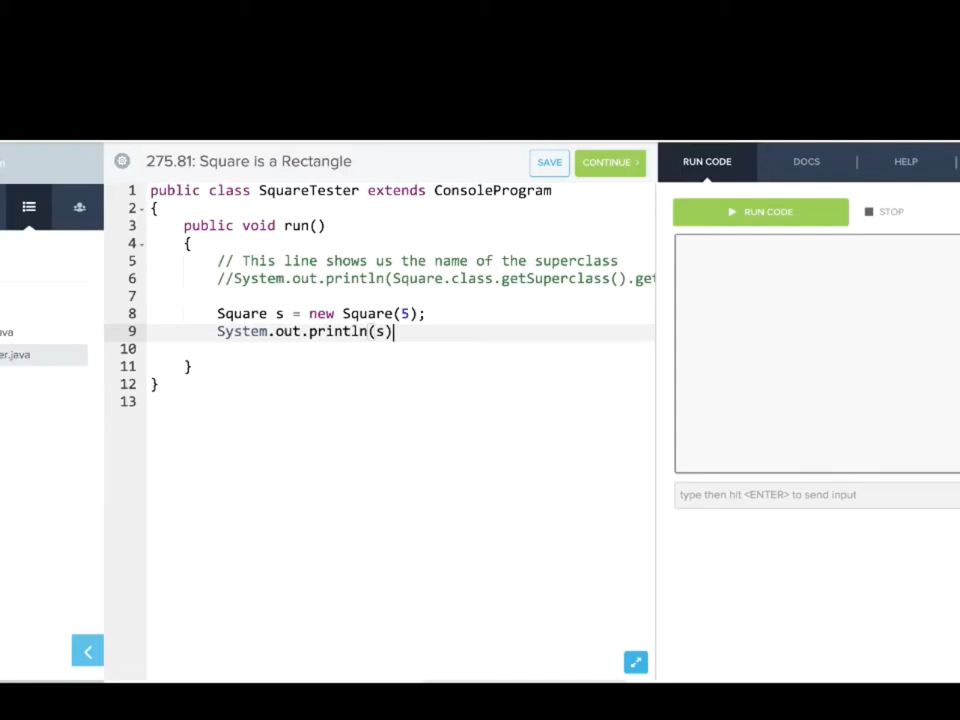 275.81: Square is a Rectangle
SAVE
CONTINUE >
RUN CODE
DOCS
|
HELP
|
RUN CODE
STOP
1 public class SquareTester extends ConsoleProgram
2 {
3 public void run()
4 {
5 // This line shows us the name of the superclass
6 //System.out.println(Square.class.getSuperclass().get
7
8 Square s = new Square(5);
9 System.out.println(s)
10
11 }
12 }
13
ava
er.java
type then hit <ENTER> to send input